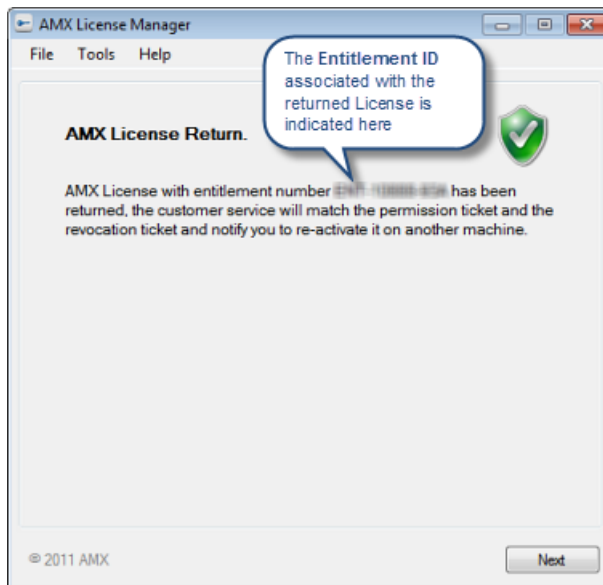 AMX License Manager
File Tools Help
The Entitlement ID
associated with the
returned License is
indicated here
AMX License Return.
AMX License with entitlement number has been
returned, the customer service will match the permission ticket and the
revocation ticket and notify you to re-activate it on another machine.
© 2011 AMX
Next